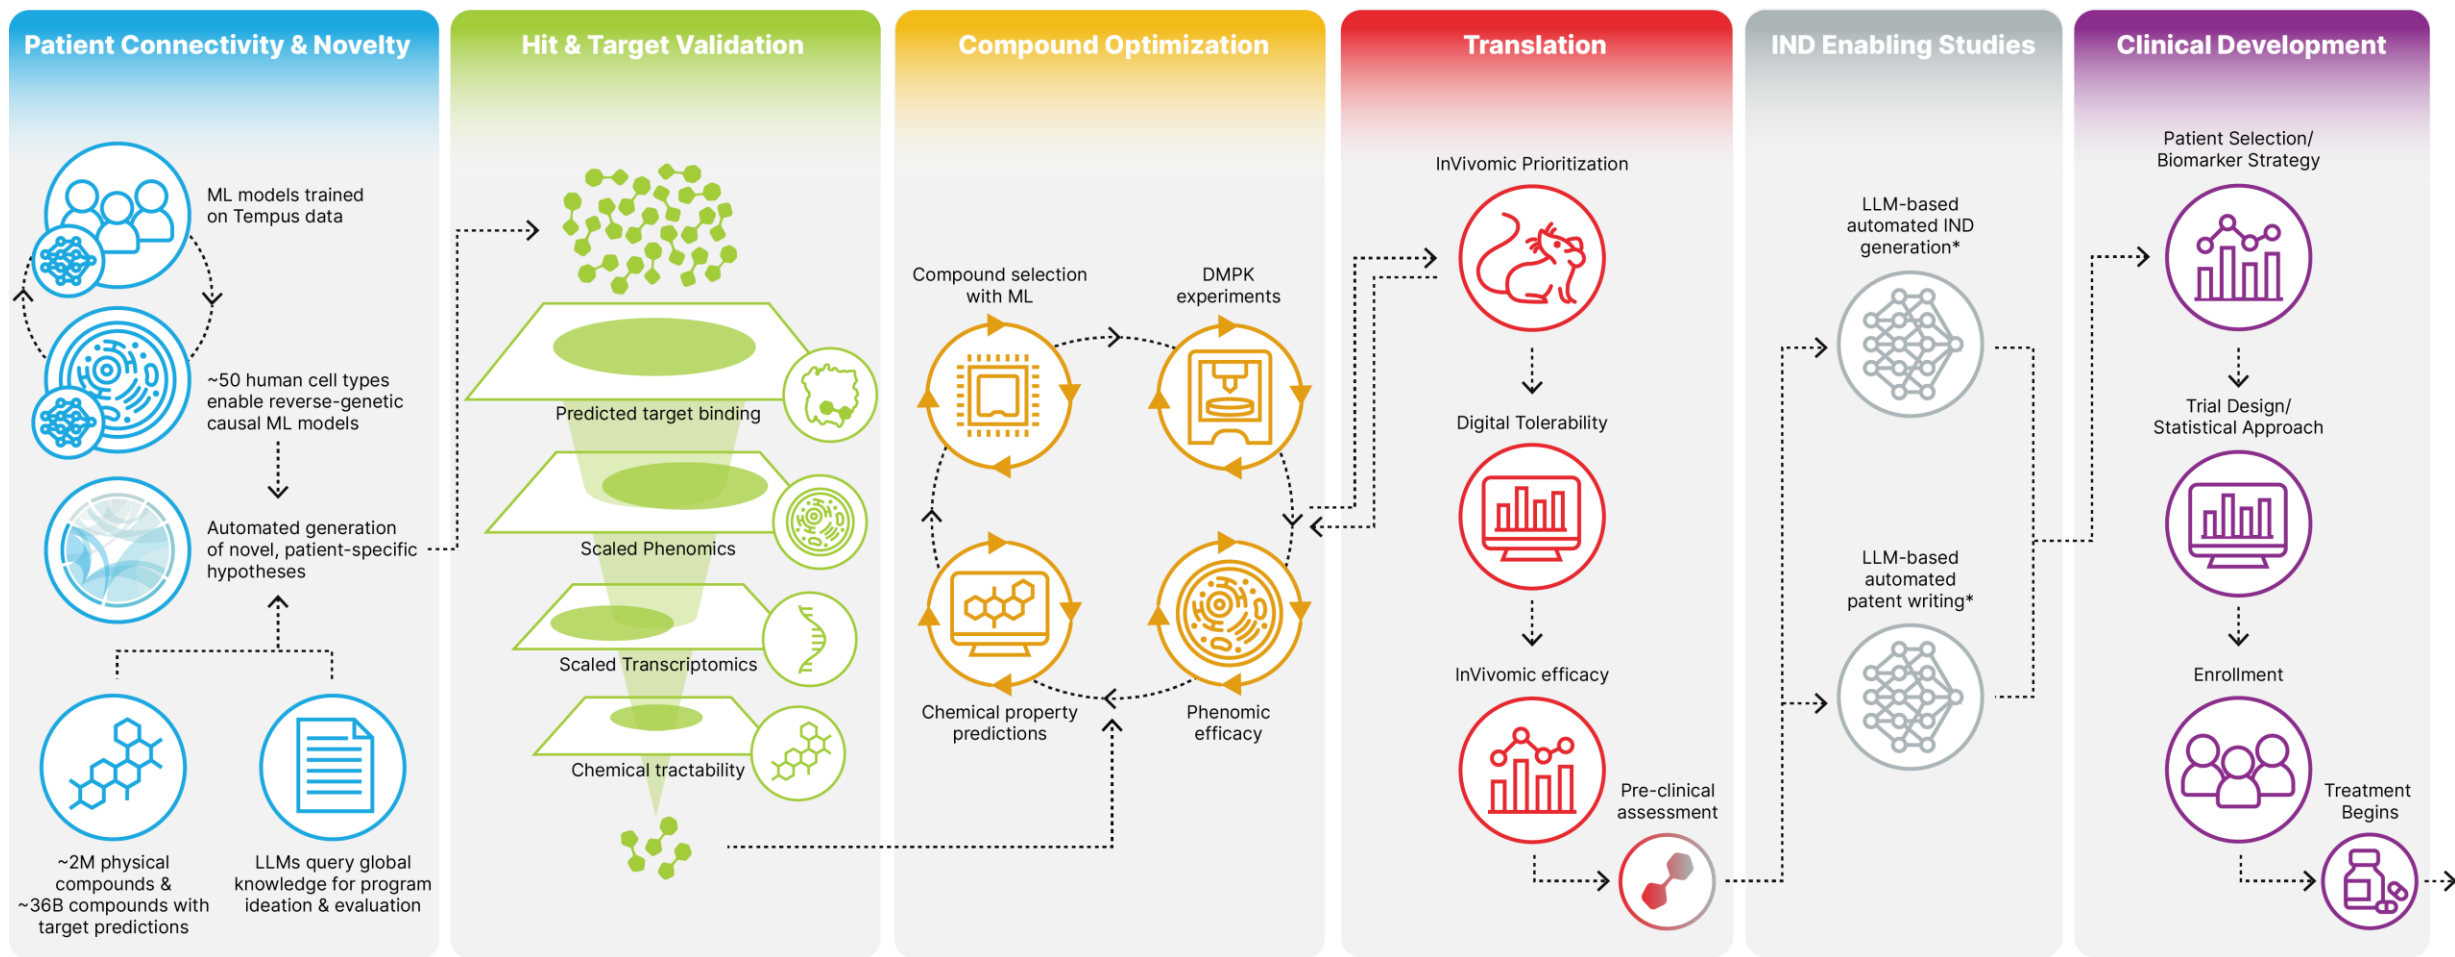 Patient Connectivity & Novelty
ML models trained
on Tempus data
~50 human cell types
enable reverse-genetic
causal ML models
Automated generation
of novel, patient-specific
hypotheses
~2M physical
compounds &
~36B compounds with
target predictions
LLMs query global
knowledge for program
ideation & evaluation
Hit & Target Validation
Predicted target binding
Scaled Phenomics
Scaled Transcriptomics
Chemical tractability
Compound Optimization
Compound selection
with ML
DMPK
experiments
Chemical property
predictions
Phenomic
efficacy
Translation
InVivomic Prioritization
Digital Tolerability
InVivomic efficacy
Pre-clinical
assessment
IND Enabling Studies
LLM-based
automated IND
generation*
LLM-based
automated
patent writing*
Clinical Development
Patient Selection/
Biomarker Strategy
Trial Design/
Statistical Approach
Enrollment
Treatment
Begins